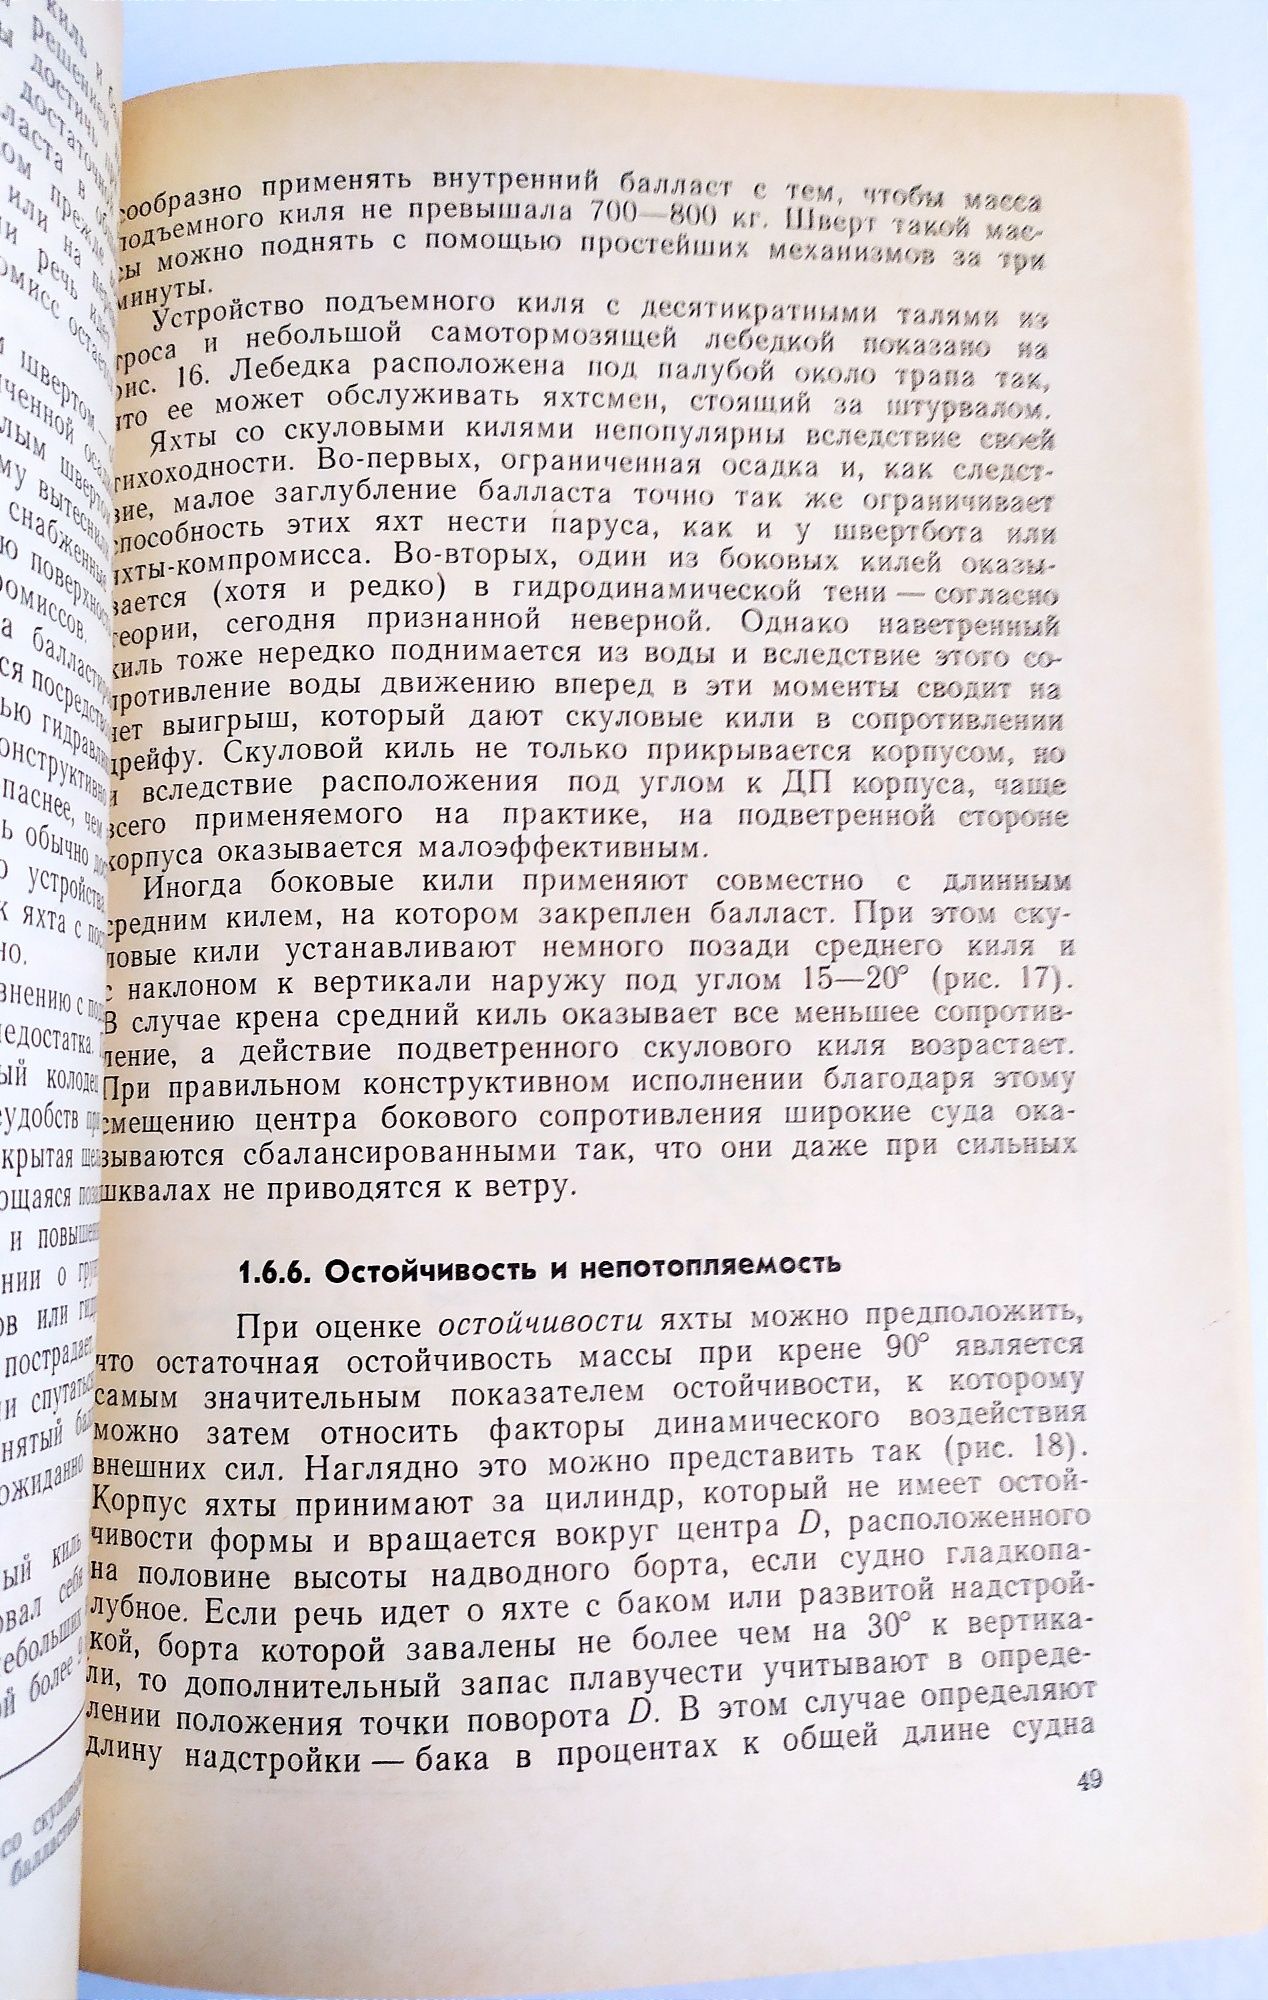 сообразно применять внутренний балласт с тем, чтобы масса
подъемного киля не превышала 700—800 кг. Шверт такой мас-
сы можно поднять с помощью простейших механизмов за три
минуты.
Устройство подъемного киля с десятикратными талями из
троса и небольшой самотормозящей лебедкой показано на
рис. 16. Лебедка расположена под палубой около трапа так,
что ее может обслуживать яхтсмен, стоящий за штурвалом.
Яхты со скуловыми килями непопулярны вследствие своей
тихоходности. Во-первых, ограниченная осадка и, как следст-
вие, малое заглубление балласта точно так же ограничивает
способность этих яхт нести паруса, как и у швертбота или
яхты-компромисса. Во-вторых, один из боковых килей оказы-
вается (хотя и редко) в гидродинамической тени — согласно
теории, сегодня признанной неверной. Однако наветренный
киль тоже нередко поднимается из воды и вследствие этого со-
противление воды движению вперед в эти моменты сводит на
нет выигрыш, который дают скуловые кили в сопротивлении
дрейфу. Скуловой киль не только прикрывается корпусом, но
и вследствие расположения под углом к ДП корпуса, чаще
всего применяемого на практике, на подветренной стороне
корпуса оказывается малоэффективным.
Иногда боковые кили применяют совместно с длинным
средним килем, на котором закреплен балласт. При этом ску-
ловые кили устанавливают немного позади среднего киля и
с наклоном к вертикали наружу под углом 15—20° (рис. 17).
В случае крена средний киль оказывает все меньшее сопротив-
ление, а действие подветренного скулового киля возрастает.
При правильном конструктивном исполнении благодаря этому
смещению центра бокового сопротивления широкие суда ока-
зываются сбалансированными так, что они даже при сильных
шквалах не приводятся к ветру.
1.6.6. Остойчивость и непотопляемость
При оценке остойчивости яхты можно предположить,
что остаточная остойчивость массы при крене 90° является
самым значительным показателем остойчивости, к которому
можно затем относить факторы динамического воздействия
внешних сил. Наглядно это можно представить так (рис. 18).
Корпус яхты принимают за цилиндр, который не имеет остой-
чивости формы и вращается вокруг центра D, расположенного
на половине высоты надводного борта, если судно гладкопа-
лубное. Если речь идет о яхте с баком или развитой надстрой-
кой, борта которой завалены не более чем на 30° к вертика-
ли, то дополнительный запас плавучести учитывают в опреде-
лении положения точки поворота D. В этом случае определяют
длину надстройки — бака в процентах к общей длине судна
49